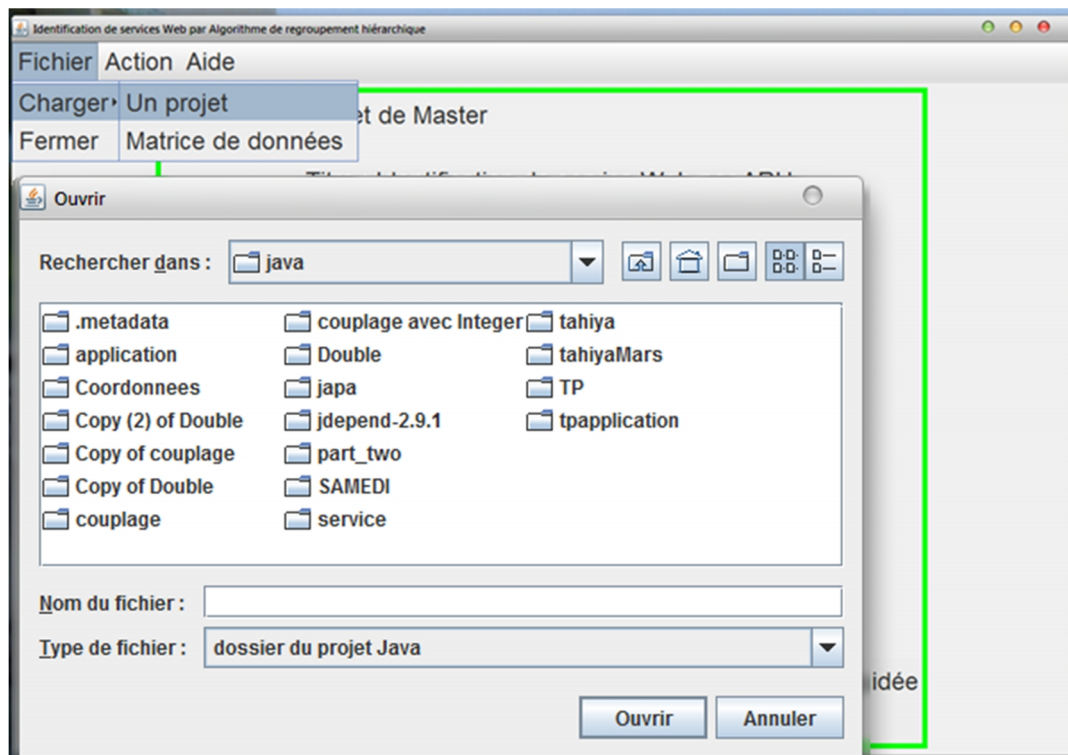 Identification de services Web par Algorithme de regroupement hiérarchique
Fichier Action Aide
Charger Un projet
Fermer Matrice de données
et de Master
Ouvrir
Rechercher dans : java
.metadata
application
Coordonnees
Copy (2) of Double
Copy of couplage
Copy of Double
couplage
couplage avec Integer
Double
japa
jdepend-2.9.1
part_two
SAMEDI
service
tahiya
tahiyaMars
TP
tpapplication
Nom du fichier :
Type de fichier : dossier du projet Java
idée
Ouvrir Annuler